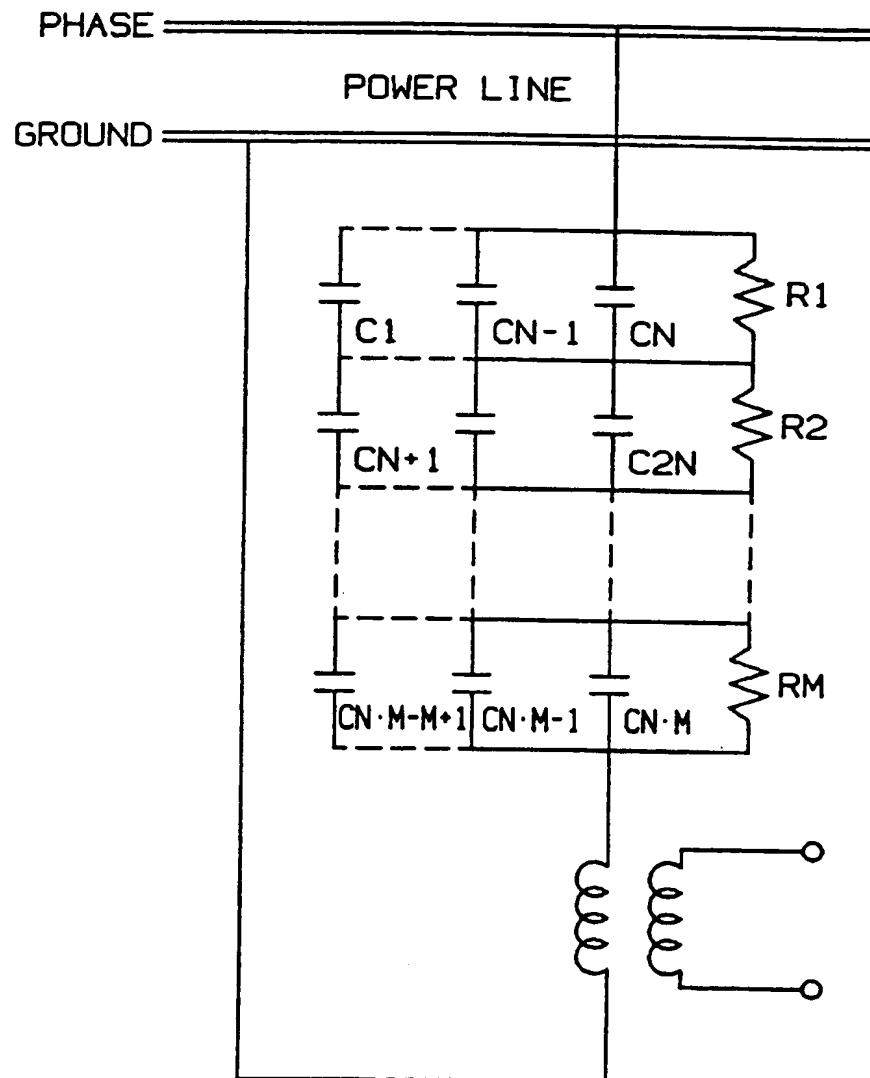 PHASE
POWER LINE
GROUND
R1
C1 CN-1 CN
R2
CN+1 C2N
RM
CN·M-M+1 CN·M-1 CN·M